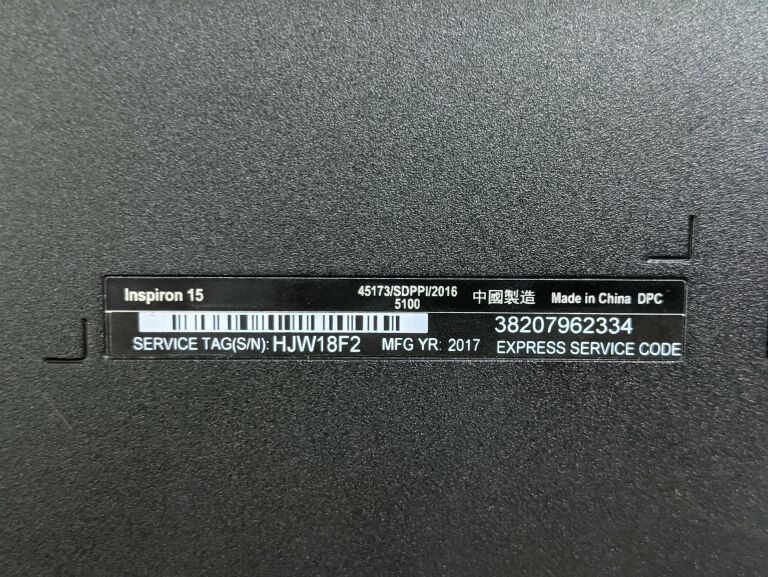 Inspiron 15 45173/SDPPI/2016 中國製造 Made in China DPC
5100
38207962334
SERVICE TAG(S/N): HJW18F2 MFG YR: 2017 EXPRESS SERVICE CODE